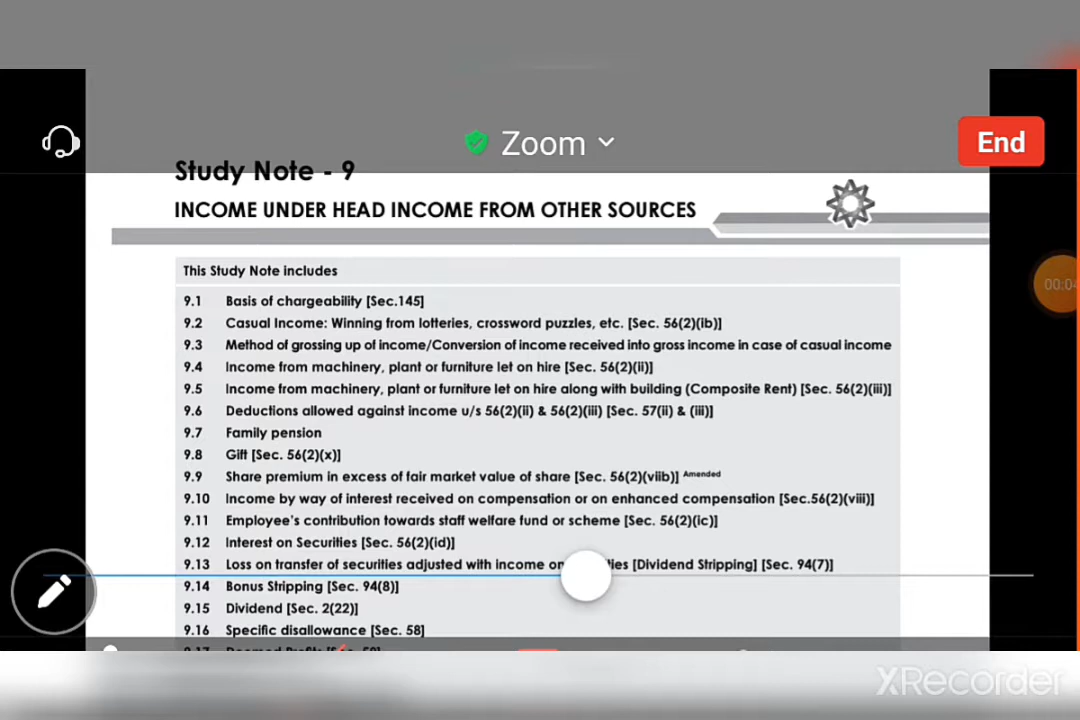 Zoom
End
Study Note - 9
INCOME UNDER HEAD INCOME FROM OTHER SOURCES
This Study Note includes
00:04
9.1 Basis of chargeability [Sec.145]
9.2 Casual Income: Winning from lotteries, crossword puzzles, etc. [Sec. 56(2)(ib)]
9.3 Method of grossing up of income/Conversion of income received into gross income in case of casual income
9.4 Income from machinery, plant or furniture let on hire [Sec. 56(2)(ii)]
9.5 Income from machinery, plant or furniture let on hire along with building (Composite Rent) [Sec. 56(2)(iii)]
9.6 Deductions allowed against income u/s 56(2)(ii) & 56(2)(iii) [Sec. 57(ii) & (iii)]
9.7 Family pension
9.8 Gift [Sec. 56(2)(x)]
9.9 Share premium in excess of fair market value of share [Sec. 56(2)(viib)] Amended
9.10 Income by way of interest received on compensation or on enhanced compensation [Sec.56(2)(viii)]
9.11 Employee's contribution towards staff welfare fund or scheme [Sec. 56(2)(ic)]
9.12 Interest on Securities [Sec. 56(2)(id)]
9.13 Loss on transfer of securities adjusted with income [Dividend Stripping] [Sec. 94(7)]
9.14 Bonus Stripping [Sec. 94(8)]
9.15 Dividend [Sec. 2(22)]
9.16 Specific disallowance [Sec. 58]
XRecorder